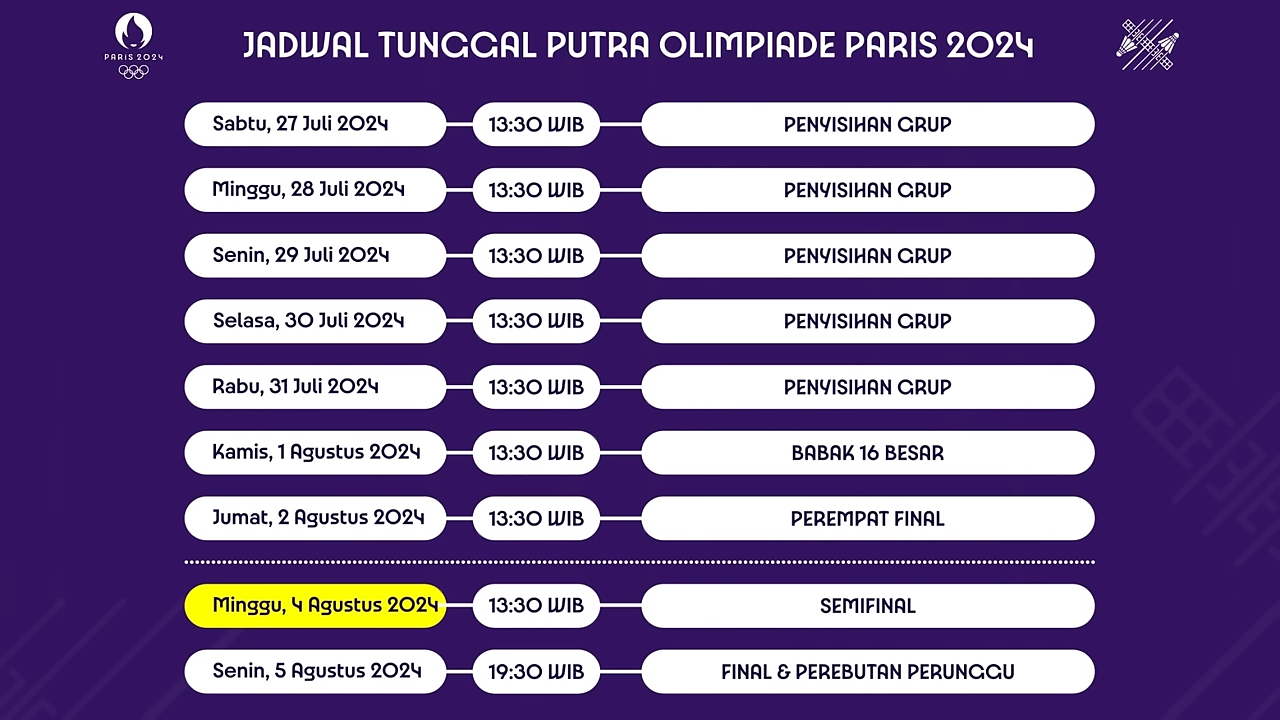 PARIS 2024
JADWAL TUNGGAL PUTRA OLIMPIADE PARIS 2024
Sabtu, 27 Juli 2024 13:30 WIB PENYISIHAN GRUP
Minggu, 28 Juli 2024 13:30 WIB PENYISIHAN GRUP
Senin, 29 Juli 2024 13:30 WIB PENYISIHAN GRUP
Selasa, 30 Juli 2024 13:30 WIB PENYISIHAN GRUP
Rabu, 31 Juli 2024 13:30 WIB PENYISIHAN GRUP
Kamis, 1 Agustus 2024 13:30 WIB BABAK 16 BESAR
Jumat, 2 Agustus 2024 13:30 WIB PEREMPAT FINAL
Minggu, 4 Agustus 2024 13:30 WIB SEMIFINAL
Senin, 5 Agustus 2024 19:30 WIB FINAL & PEREBUTAN PERUNGGU